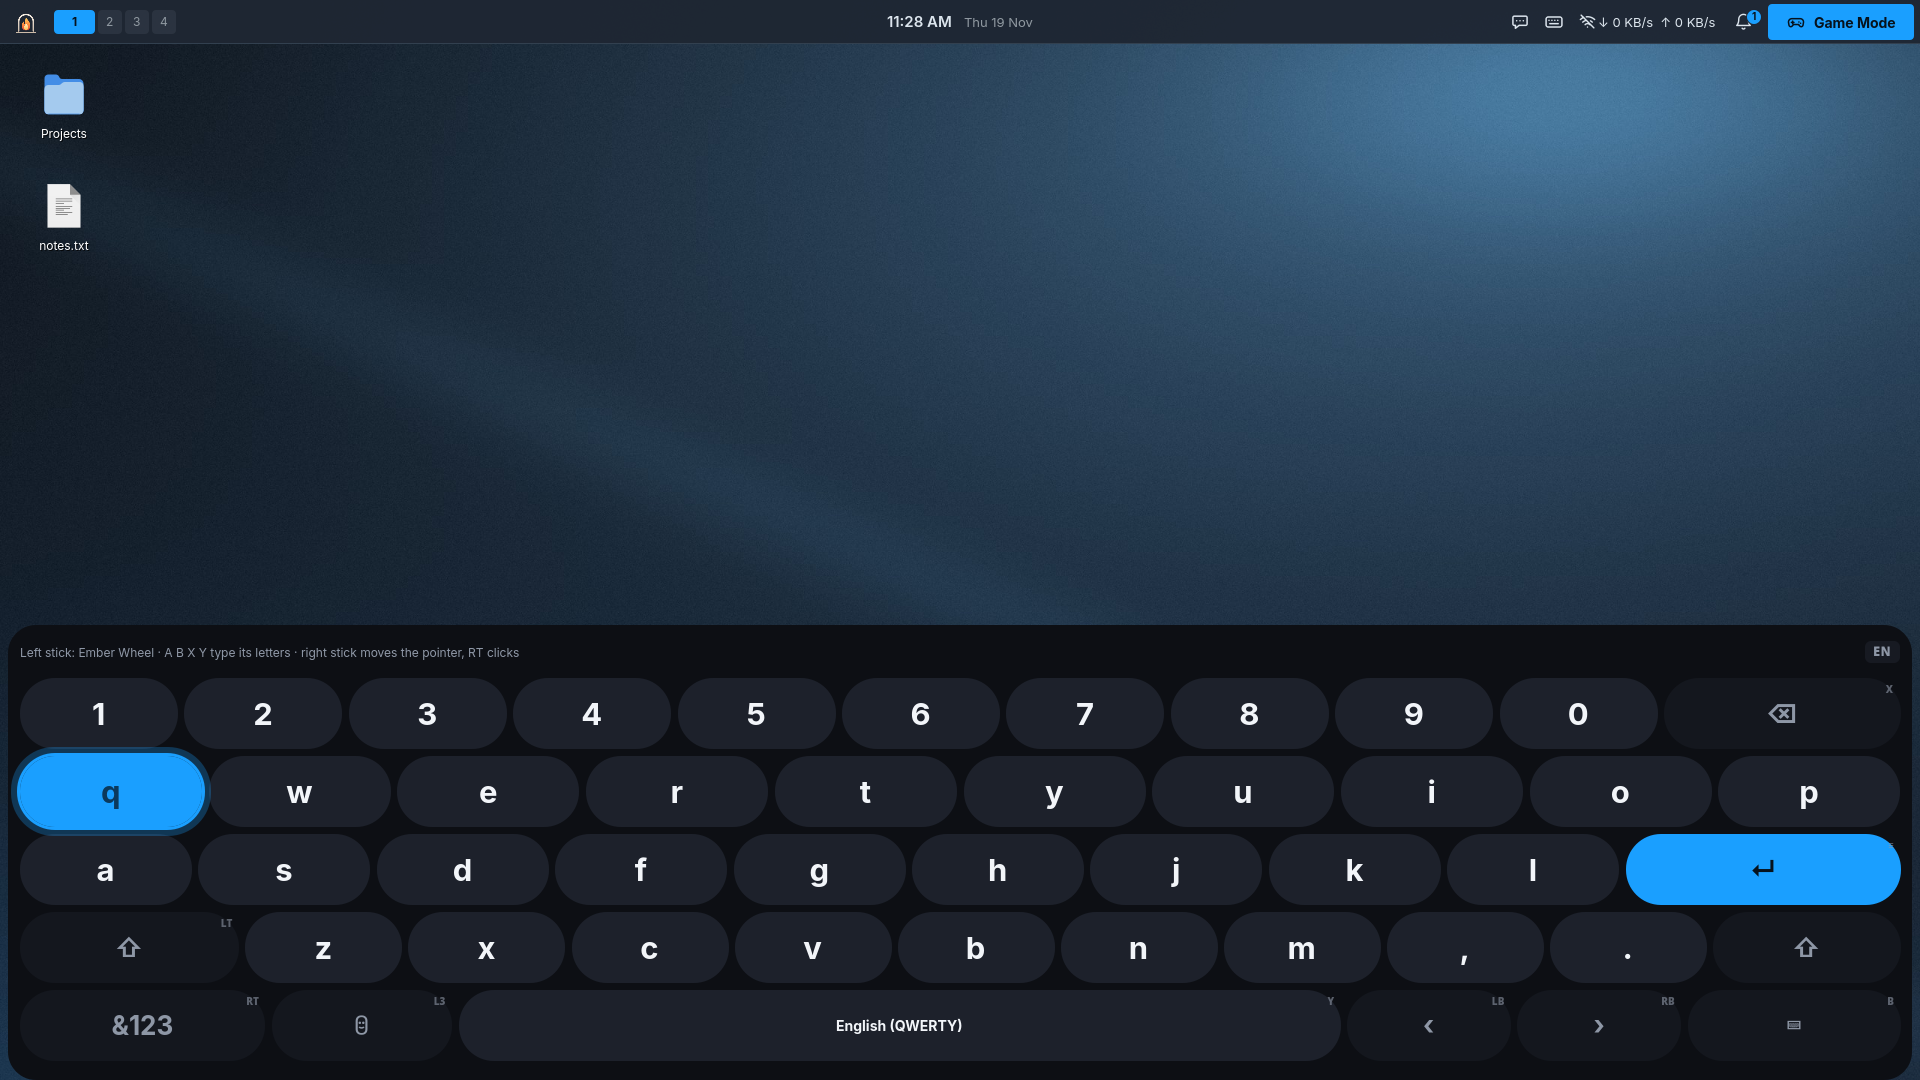 1 2 3 4 11:28 AM Thu 19 Nov ↓ 0 KB/s ↑ 0 KB/s 1 Game Mode
Projects
notes.txt
Left stick: Ember Wheel · A B X Y type its letters · right stick moves the pointer, RT clicks EN
1 2 3 4 5 6 7 8 9 0 X
q w e r t y u i o p
a s d f g h j k l
LT z x c v b n m , .
&123 RT L3 English (QWERTY) Y ‹ LB › RB B